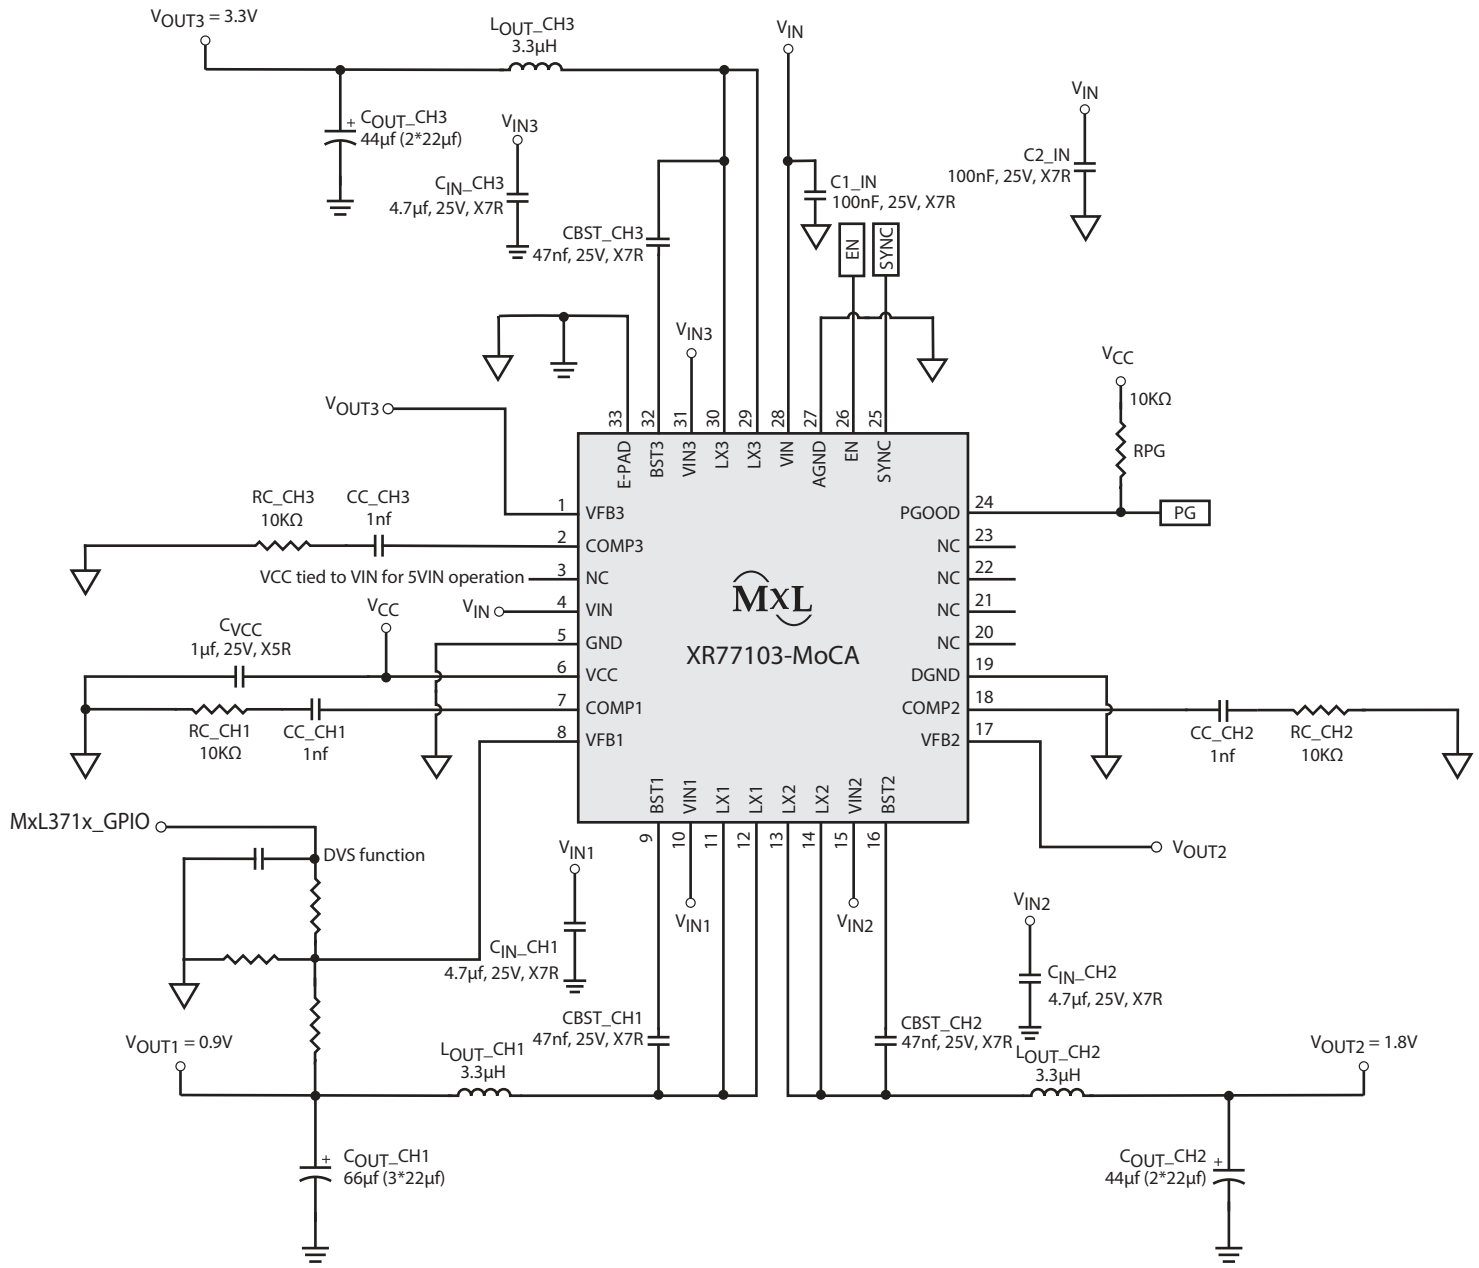 VOUT3 = 3.3V
LOUT_CH3
3.3µH
VIN
VIN
COUT_CH3
+
44µf (2*22µf)
VIN3
CIN_CH3
4.7µf, 25V, X7R
C2_IN
100nF, 25V, X7R
C1_IN
100nF, 25V, X7R
CBST_CH3
47nf, 25V, X7R
EN
SYNC
VIN3
VCC
10KΩ
RPG
VOUT3
33
32
31
30
29
28
27
26
25
E-PAD
BST3
VIN3
LX3
LX3
VIN
AGND
EN
SYNC
RC_CH3
10KΩ
CC_CH3
1nf
1
VFB3
2
COMP3
VCC tied to VIN for 5VIN operation
3
NC
VIN
4
VIN
5
GND
VCC
6
VCC
CVCC
1µf, 25V, X5R
7
COMP1
RC_CH1
10KΩ
CC_CH1
1nf
8
VFB1
MXL
XR77103-MoCA
PGOOD
24
PG
NC
23
NC
22
NC
21
NC
20
DGND
19
COMP2
18
VFB2
17
CC_CH2
1nf
RC_CH2
10KΩ
BST1
VIN1
LX1
LX1
LX2
LX2
VIN2
BST2
9
10
11
12
13
14
15
16
MxL371x_GPIO
DVS function
VIN1
VOUT2
VIN1
VIN2
VIN2
CIN_CH1
4.7µf, 25V, X7R
CIN_CH2
4.7µf, 25V, X7R
CBST_CH1
47nf, 25V, X7R
CBST_CH2
47nf, 25V, X7R
VOUT1 = 0.9V
LOUT_CH1
3.3µH
LOUT_CH2
3.3µH
VOUT2 = 1.8V
+
COUT_CH1
66µf (3*22µf)
COUT_CH2
+
44µf (2*22µf)